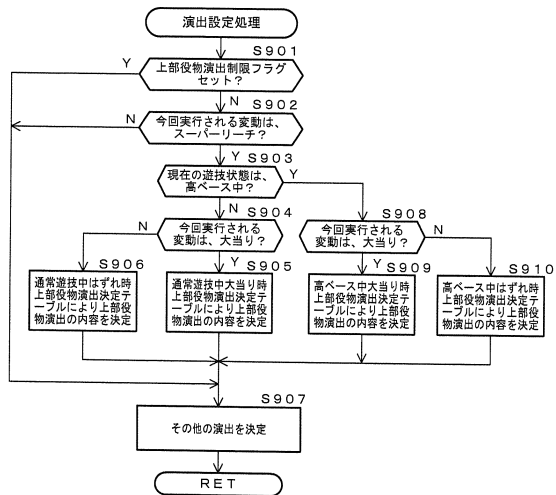 演出設定処理
S901
Y
上部役物演出制限フラグ
セット？
N
S902
N
今回実行される変動は、
スーパーリーチ？
Y
S903
現在の遊技状態は、
高ベース中？
Y
N
S904
N
今回実行される
変動は、大当り？
S908
今回実行される
変動は、大当り？
N
S906
通常遊技中はずれ時
上部役物演出決定テ
ーブルにより上部役
物演出の内容を決定
Y
S905
通常遊技中大当り時
上部役物演出決定テ
ーブルにより上部役
物演出の内容を決定
Y
S909
高ベース中大当り時
上部役物演出決定テ
ーブルにより上部役
物演出の内容を決定
S910
高ベース中はずれ時
上部役物演出決定テ
ーブルにより上部役
物演出の内容を決定
S907
その他の演出を決定
RET